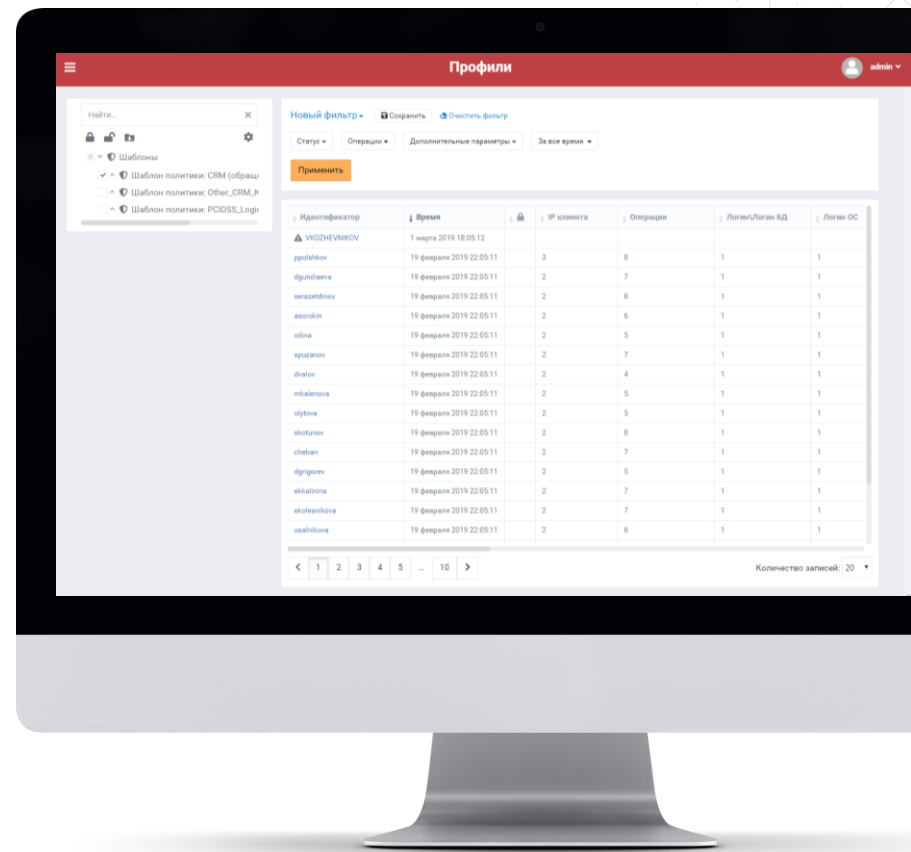 Профили
admin
Найти...
Шаблоны
Шаблон политики: CRM (обращ
Шаблон политики: Other_CRM_К
Шаблон политики: PCIDSS_Login
Новый фильтр Сохранить Очистить фильтр
Статус Операции Дополнительные параметры За все время
Применить
Идентификатор Время IP клиента Операции Логин\Логин БД Логин ОС
VKOZHEVNIKOV 1 марта 2019 18:05:12
ppolshkov 19 февраля 2019 22:05:11 3 8 1 1
dgundiaeva 19 февраля 2019 22:05:11 2 7 1 1
serazetdinov 19 февраля 2019 22:05:11 2 8 1 1
asorokin 19 февраля 2019 22:05:11 2 6 1 1
oilina 19 февраля 2019 22:05:11 2 5 1 1
spuzanov 19 февраля 2019 22:05:11 2 7 1 1
dvalov 19 февраля 2019 22:05:11 2 4 1 1
mkalenova 19 февраля 2019 22:05:11 2 5 1 1
olytova 19 февраля 2019 22:05:11 2 5 1 1
skotunov 19 февраля 2019 22:05:11 2 8 1 1
cheban 19 февраля 2019 22:05:11 2 7 1 1
dgrigorev 19 февраля 2019 22:05:11 2 5 1 1
ekkalinina 19 февраля 2019 22:05:11 2 7 1 1
ekolesnikova 19 февраля 2019 22:05:11 2 7 1 1
osalnikova 19 февраля 2019 22:05:11 2 6 1 1
1 2 3 4 5 ... 10 Количество записей: 20